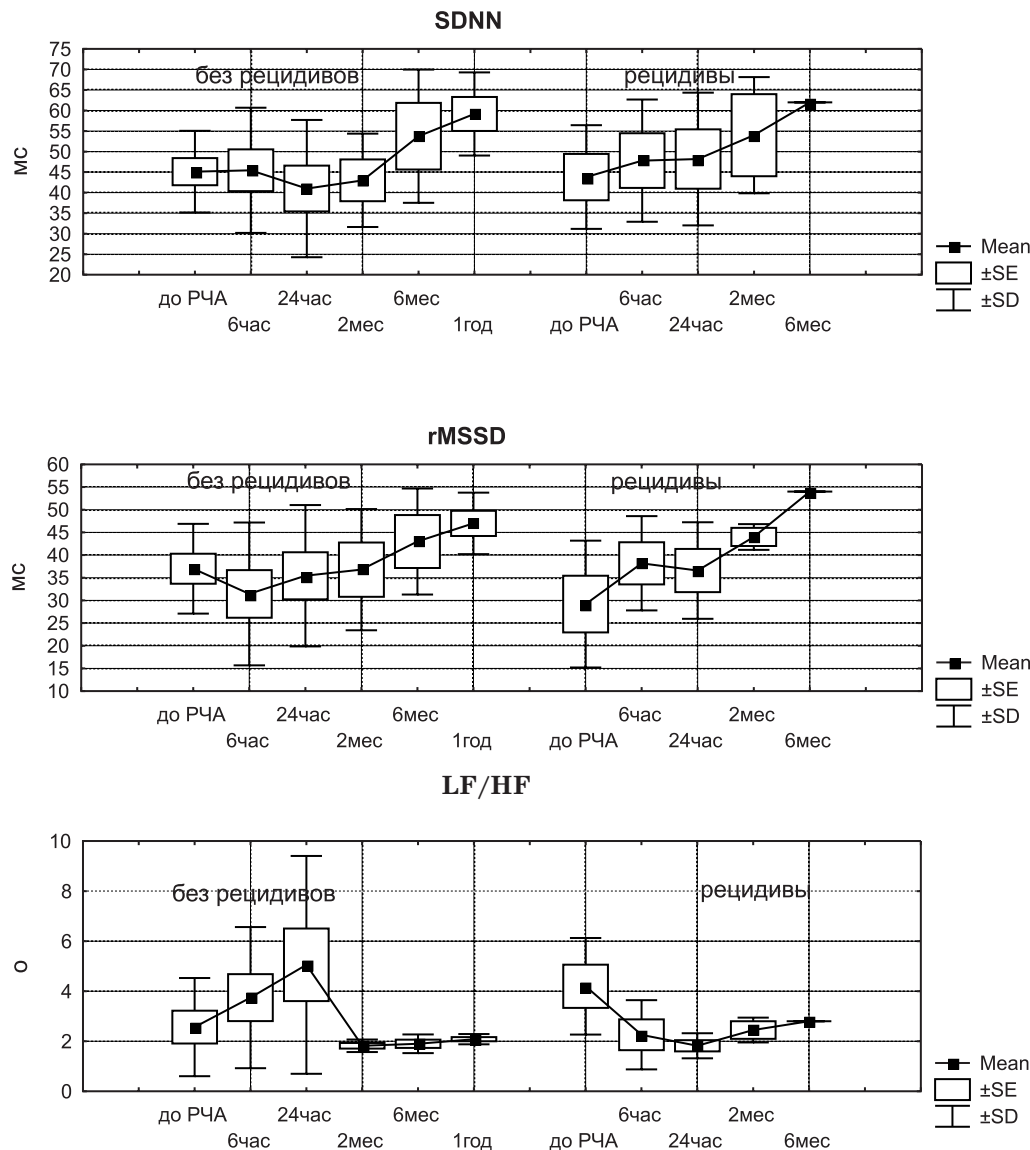 SDNN
75
70
65
60
55
50
45
40
35
30
25
20
мс
без рецидивов
рецидивы
до РЧА 24час 6мес 6час 2мес
6час 2мес 1год до РЧА 24час 6мес
Mean
±SE
±SD
rMSSD
60
55
50
45
40
35
30
25
20
15
10
мс
без рецидивов
рецидивы
до РЧА 24час 6мес 6час 2мес
6час 2мес 1год до РЧА 24час 6мес
Mean
±SE
±SD
LF/HF
10
8
6
4
2
0
о
без рецидивов
рецидивы
до РЧА 24час 6мес 6час 2мес
6час 2мес 1год до РЧА 24час 6мес
Mean
±SE
±SD